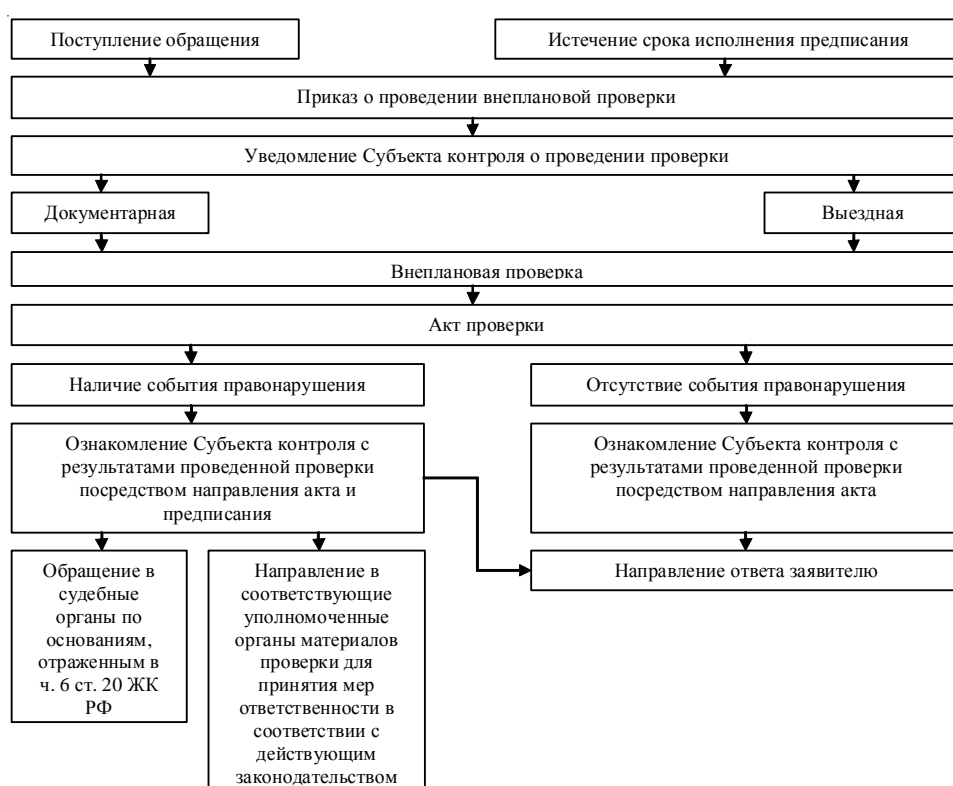 Поступление обращения
Истечение срока исполнения предписания
Приказ о проведении внеплановой проверки
Уведомление Субъекта контроля о проведении проверки
Документарная
Выездная
Внеплановая проверка
Акт проверки
Наличие события правонарушения
Отсутствие события правонарушения
Ознакомление Субъекта контроля с
результатами проведенной проверки
посредством направления акта и
предписания
Ознакомление Субъекта контроля с
результатами проведенной проверки
посредством направления акта
Обращение в
судебные
органы по
основаниям,
отраженным в
ч. 6 ст. 20 ЖК
РФ
Направление в
соответствующие
уполномоченные
органы материалов
проверки для
принятия мер
ответственности в
соответствии с
действующим
законодательством
Направление ответа заявителю